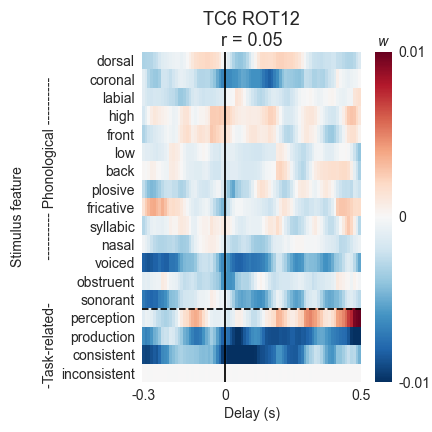 TC6 ROT12
r = 0.05
w
dorsal
coronal
labial
high
front
low
back
plosive
fricative
syllabic
nasal
voiced
obstruent
sonorant
perception
production
consistent
inconsistent
Stimulus feature
---------- Phonological ----------
-Task-related-
0.01
0
-0.01
-0.3
0
0.5
Delay (s)